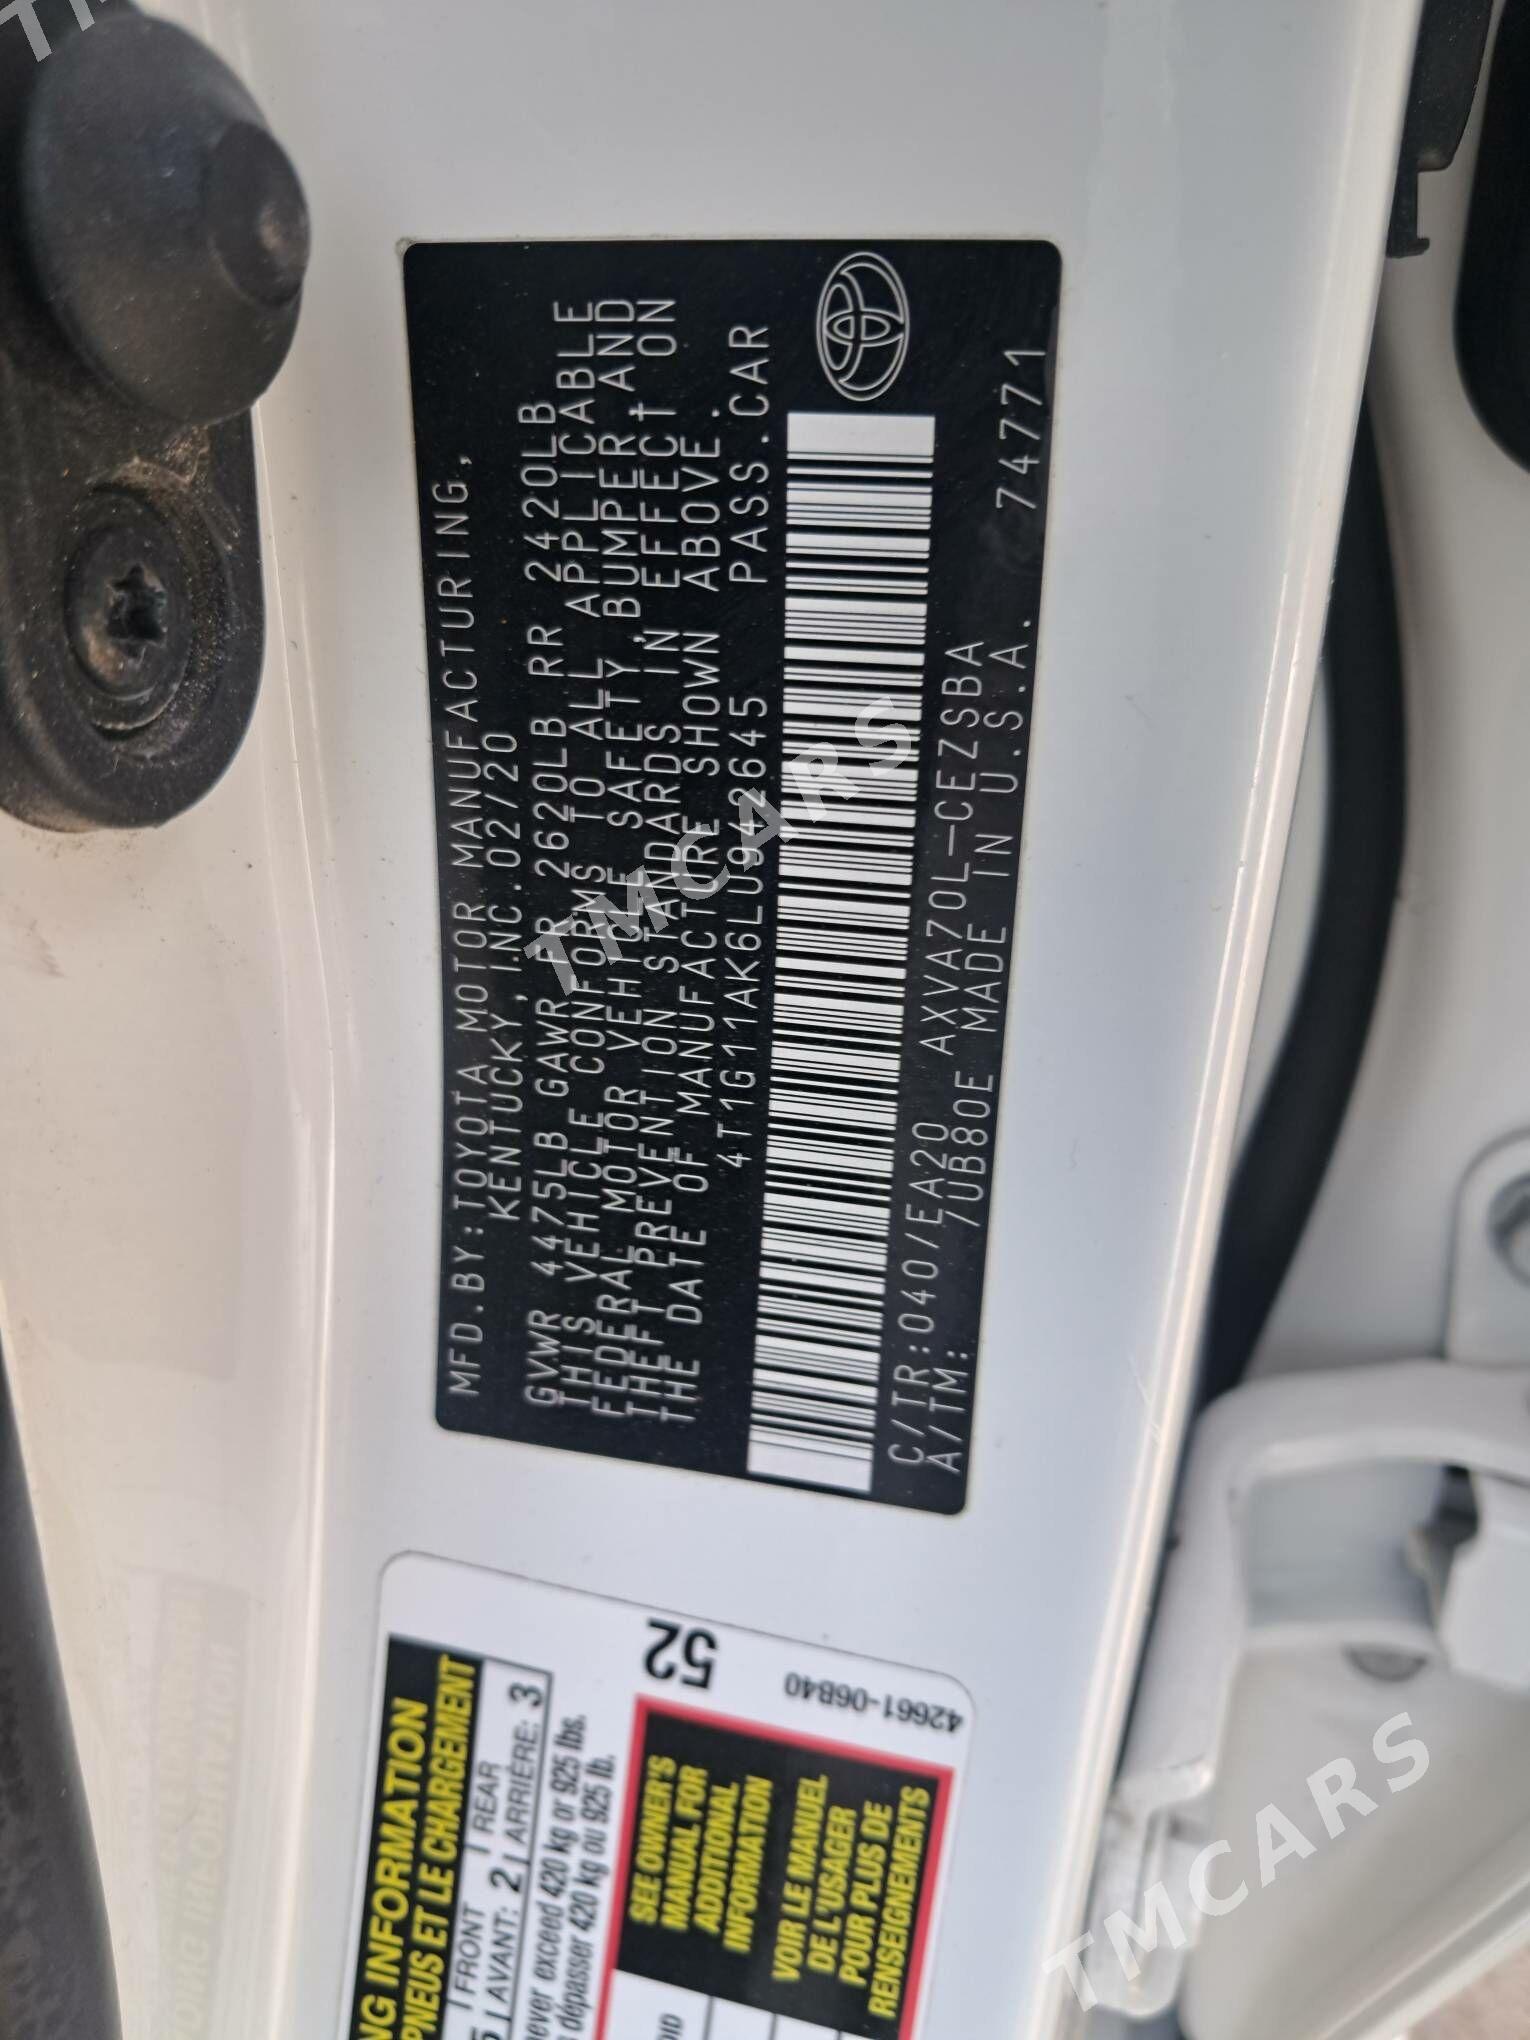 MFD.BY:TOYOTA MOTOR MANUFACTURING,
KENTUCKY,INC.02/20
GVWR 4475LB GAWR FR 2620LB RR 2420LB
THIS VEHICLE CONFORMS TO ALL APPLICABLE
FEDERAL MOTOR VEHICLE SAFETY,BUMPER,AND
THEFT PREVENTION STANDARDS IN EFFECT ON
THE DATE OF MANUFACTURE SHOWN ABOVE.
4T1G11AK6LU942645 PASS.CAR
C/TR:040/EA20 AXVA70L-CEZSBA
A/TM: /UB80E MADE IN U.S.A. 74771
52
42661-06B40
INFORMATION
PNEUS ET LE CHARGEMENT
FRONT REAR
AVANT: 2 ARRIÈRE: 3
never exceed 420 kg or 925 lbs.
dépasser 420 kg ou 925 lb.
SEE OWNER'S
MANUAL FOR
ADDITIONAL
INFORMATION
VOIR LE MANUEL
DE L'USAGER
POUR PLUS DE
RENSEIGNEMENTS
TMCARS
TMCARS